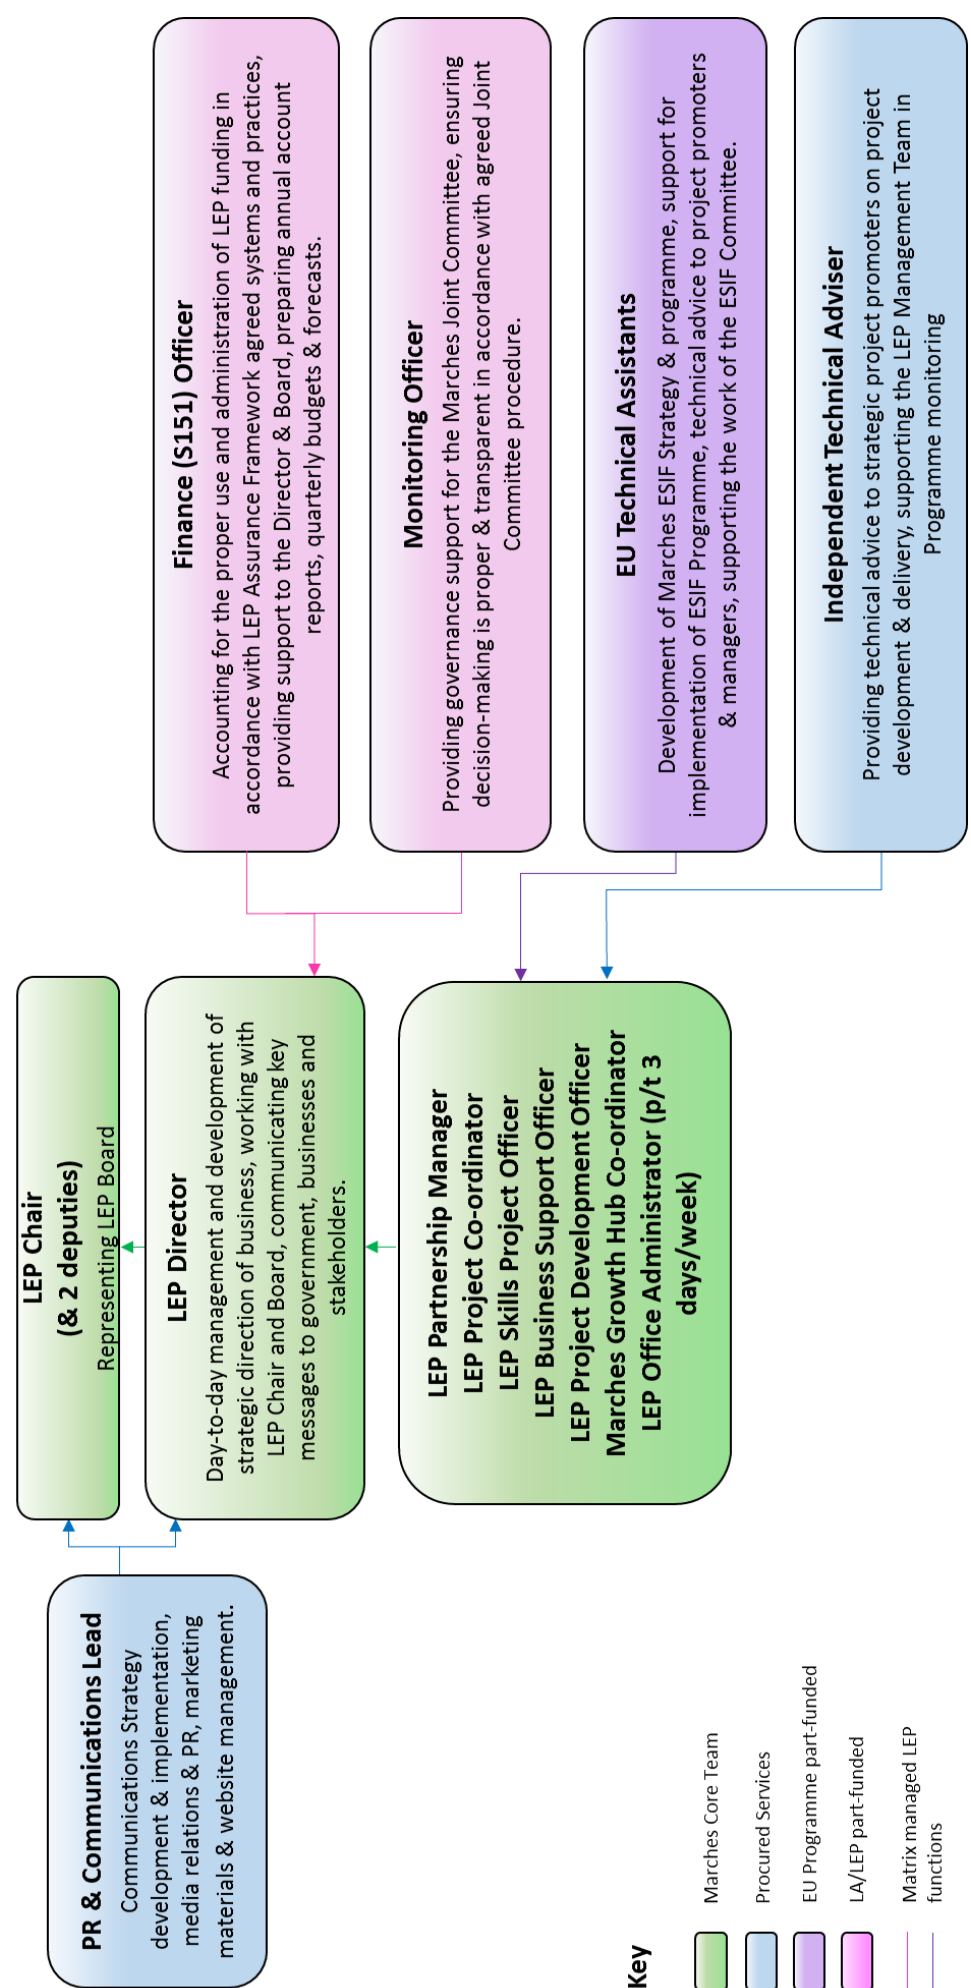 LEP Chair
(& 2 deputies)
Representing LEP Board
PR & Communications Lead
Communications Strategy
development & implementation,
media relations & PR, marketing
materials & website management.
LEP Director
Day-to-day management and development of
strategic direction of business, working with
LEP Chair and Board, communicating key
messages to government, businesses and
stakeholders.
Finance (S151) Officer
Accounting for the proper use and administration of LEP funding in
accordance with LEP Assurance Framework agreed systems and practices,
providing support to the Director & Board, preparing annual account
reports, quarterly budgets & forecasts.
Monitoring Officer
Providing governance support for the Marches Joint Committee, ensuring
decision-making is proper & transparent in accordance with agreed Joint
Committee procedure.
LEP Partnership Manager
LEP Project Co-ordinator
LEP Skills Project Officer
LEP Business Support Officer
LEP Project Development Officer
Marches Growth Hub Co-ordinator
LEP Office Administrator (p/t 3
days/week)
EU Technical Assistants
Development of Marches ESIF Strategy & programme, support for
implementation of ESIF Programme, technical advice to project promoters
& managers, supporting the work of the ESIF Committee.
Independent Technical Adviser
Providing technical advice to strategic project promoters on project
development & delivery, supporting the LEP Management Team in
Programme monitoring
Key
Marches Core Team
Procured Services
EU Programme part-funded
LA/LEP part-funded
Matrix managed LEP
functions